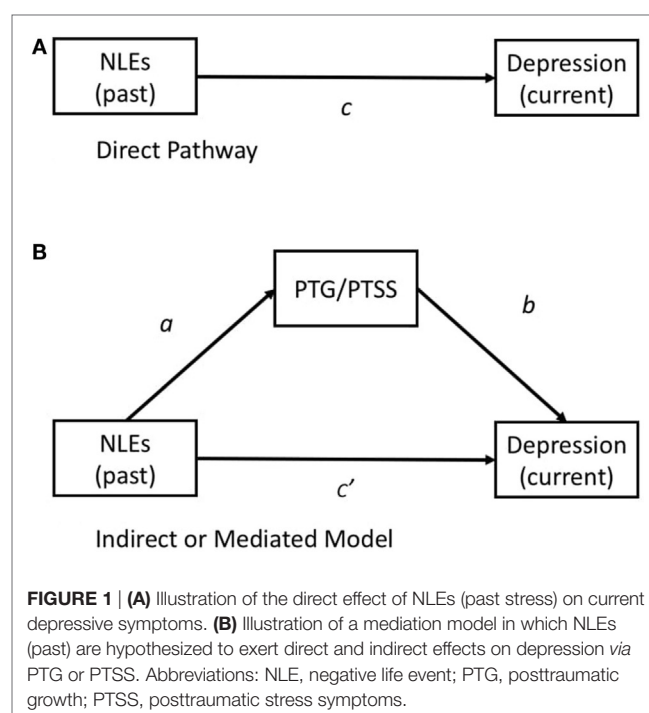 A
NLEs
(past)
Depression
(current)
c
Direct Pathway
B
PTG/PTSS
a
b
NLEs
(past)
Depression
(current)
c'
Indirect or Mediated Model
FIGURE 1 | (A) Illustration of the direct effect of NLEs (past stress) on current
depressive symptoms. (B) Illustration of a mediation model in which NLEs
(past) are hypothesized to exert direct and indirect effects on depression via
PTG or PTSS. Abbreviations: NLE, negative life event; PTG, posttraumatic
growth; PTSS, posttraumatic stress symptoms.